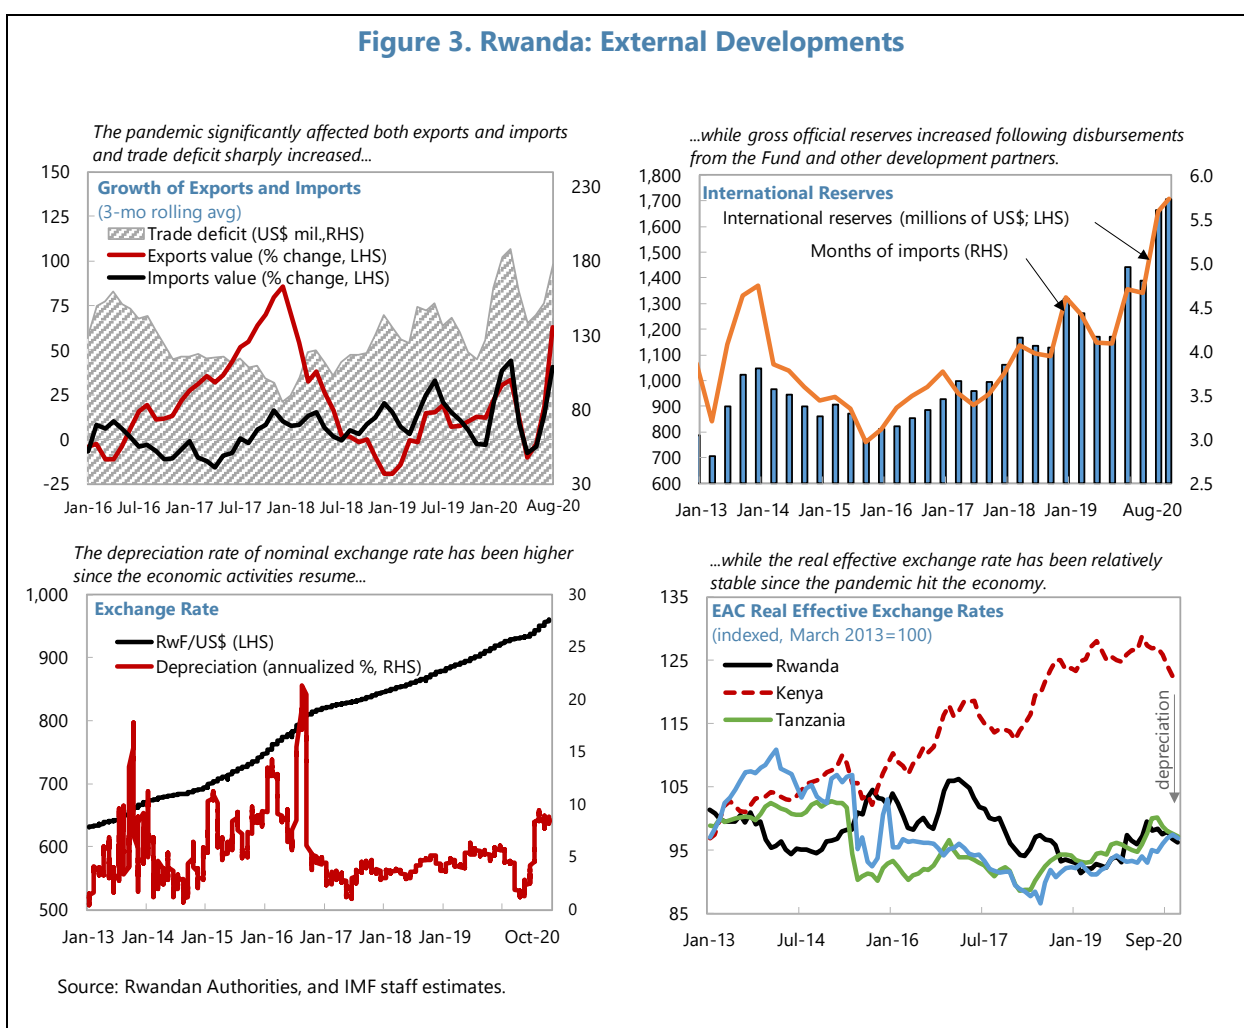 Figure 3. Rwanda: External Developments
The pandemic significantly affected both exports and imports
and trade deficit sharply increased...
150
125
100
75
50
25
0
-25
Growth of Exports and Imports
(3-mo rolling avg)
Trade deficit (US$ mil.,RHS)
Exports value (% change, LHS)
Imports value (% change, LHS)
230
180
130
80
30
Jan-16 Jul-16 Jan-17 Jul-17 Jan-18 Jul-18 Jan-19 Jul-19 Jan-20 Aug-20
...while gross official reserves increased following disbursements
from the Fund and other development partners.
1,800
1,700
1,600
1,500
1,400
1,300
1,200
1,100
1,000
900
800
700
600
International Reserves
International reserves (millions of US$; LHS)
Months of imports (RHS)
6.0
5.5
5.0
4.5
4.0
3.5
3.0
2.5
Jan-13 Jan-14 Jan-15 Jan-16 Jan-17 Jan-18 Jan-19 Aug-20
The depreciation rate of nominal exchange rate has been higher
since the economic activities resume...
1,000
900
800
700
600
500
Exchange Rate
RwF/US$ (LHS)
Depreciation (annualized %, RHS)
30
25
20
15
10
5
0
Jan-13 Jan-14 Jan-15 Jan-16 Jan-17 Jan-18 Jan-19 Oct-20
...while the real effective exchange rate has been relatively
stable since the pandemic hit the economy.
135
125
115
105
95
85
EAC Real Effective Exchange Rates
(indexed, March 2013=100)
Rwanda
Kenya
Tanzania
depreciation
Jan-13 Jul-14 Jan-16 Jul-17 Jan-19 Sep-20
Source: Rwandan Authorities, and IMF staff estimates.